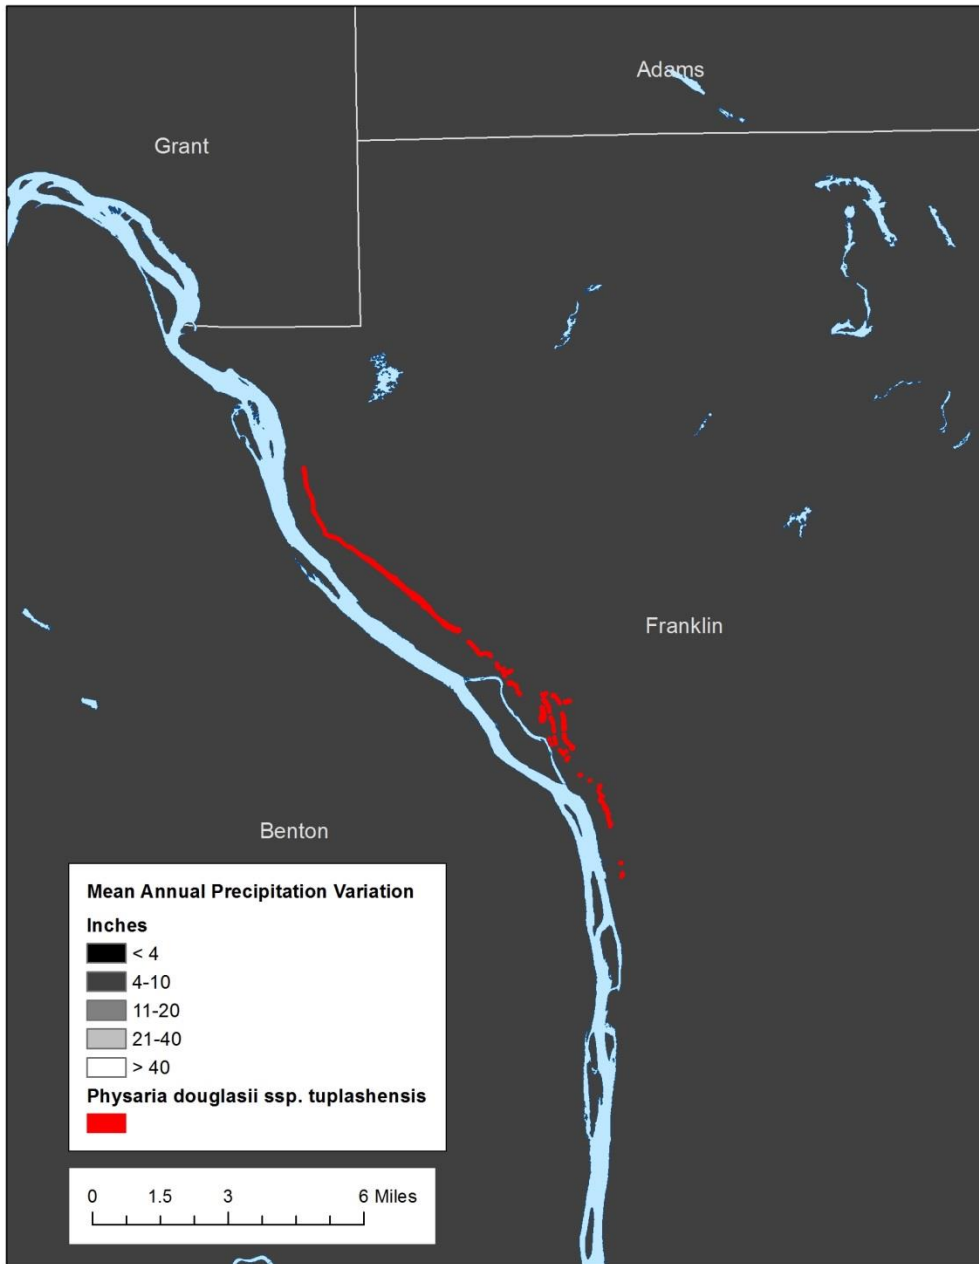 Adams
Grant
Franklin
Benton
Mean Annual Precipitation Variation
Inches
< 4
4-10
11-20
21-40
> 40
Physaria douglasii ssp. tuplashensis
0 1.5 3 6 Miles